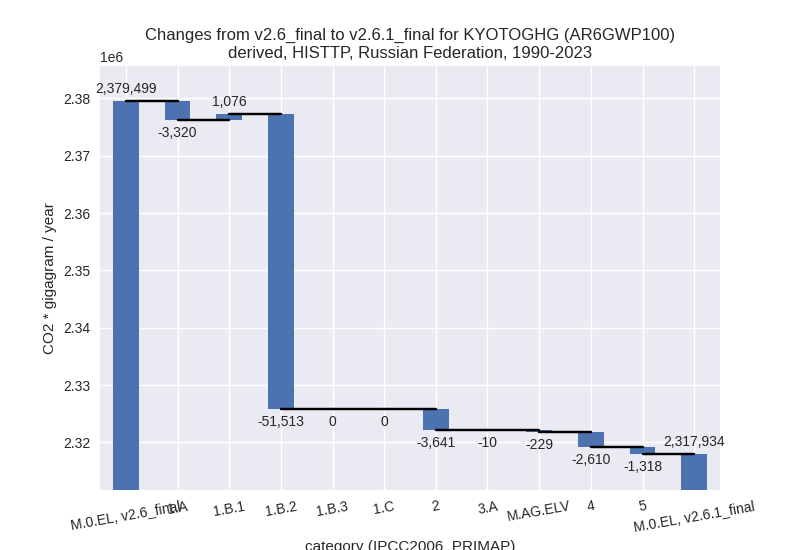 Changes from v2.6_final to v2.6.1_final for KYOTOGHG (AR6GWP100)
derived, HISTTP, Russian Federation, 1990-2023
1e6
2.38
2.37
2.36
2.35
2.34
2.33
2.32
CO2 * gigagram / year
2,379,499
-3,320
1,076
-51,513
0
0
-3,641
-10
-229
-2,610
-1,318
2,317,934
M.0.EL, v2.6_final
1.A
1.B.1
1.B.2
1.B.3
1.C
2
3.A
M.AG.ELV
4
5
M.0.EL, v2.6.1_final
category (IPCC2006_PRIMAP)